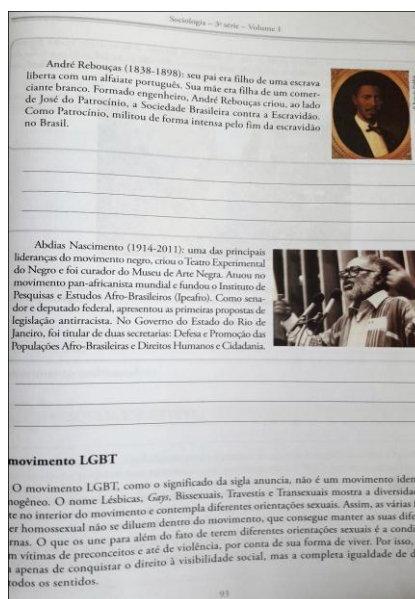 Sociologia – 3ª série – Volume 1
André Rebouças (1838-1898): seu pai era filho de uma escrava
liberta com um alfaiate português. Sua mãe era filha de um comer-
ciante branco. Formado engenheiro, André Rebouças criou, ao lado
de José do Patrocínio, a Sociedade Brasileira contra a Escravidão.
Como Patrocínio, militou de forma intensa pelo fim da escravidão
no Brasil.
Abdias Nascimento (1914-2011): uma das principais
lideranças do movimento negro, criou o Teatro Experimental
do Negro e foi curador do Museu de Arte Negra. Atuou no
movimento pan-africanista mundial e fundou o Instituto de
Pesquisas e Estudos Afro-Brasileiros (Ipeafro). Como sena-
dor e deputado federal, apresentou as primeiras propostas de
legislação antirracista. No Governo do Estado do Rio de
Janeiro, foi titular de duas secretarias: Defesa e Promoção das
Populações Afro-Brasileiras e Direitos Humanos e Cidadania.
movimento LGBT
O movimento LGBT, como o significado da sigla anuncia, não é um movimento
mogêneo. O nome Lésbicas, Gays, Bissexuais, Travestis e Transexuais mostra a
te no interior do movimento e contempla diferentes orientações sexuais. Assim, as várias
er homossexual não se diluem dentro do movimento, que consegue manter as suas
rnas. O que os une para além do fato de terem diferentes orientações sexuais é a
m vítimas de preconceitos e até de violência, por conta de sua forma de viver. Por isso,
a apenas de conquistar o direito à visibilidade social, mas a completa igualdade de
todos os sentidos.
93